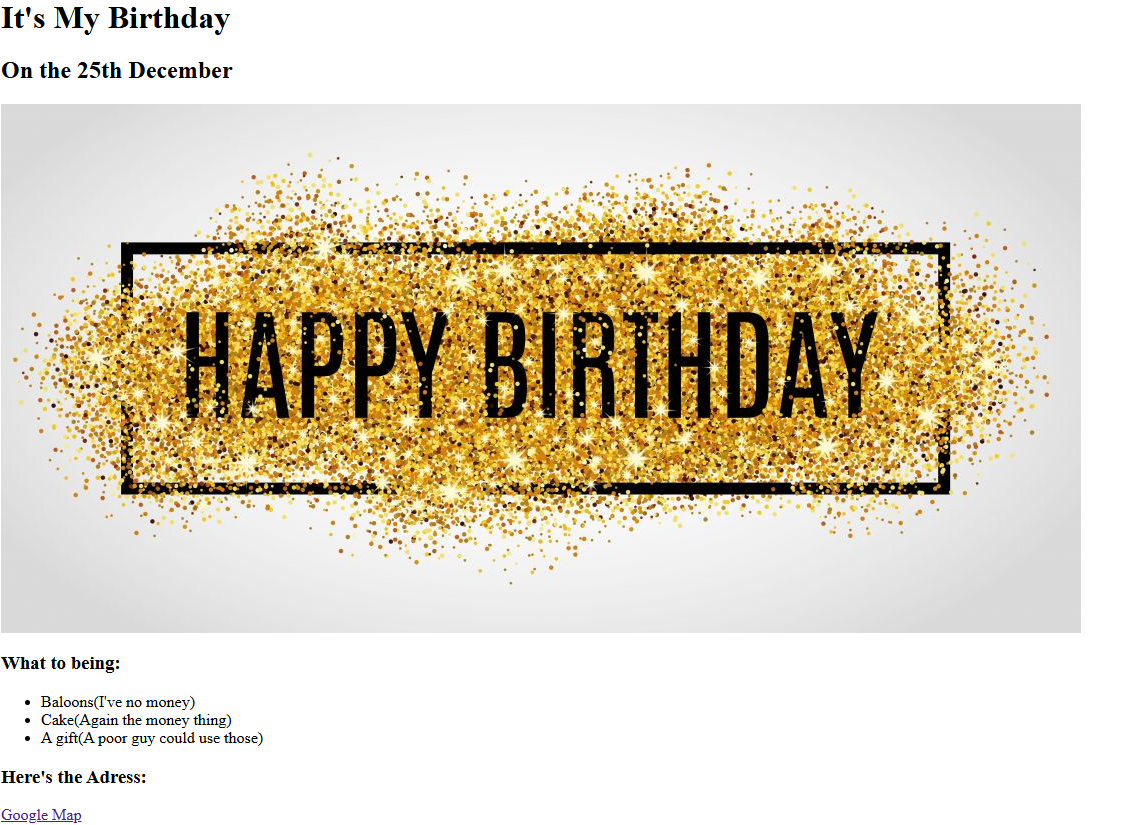 It's My Birthday
On the 25th December
HAPPY BIRTHDAY
What to being:
Baloons(I've no money)
Cake(Again the money thing)
A gift(A poor guy could use those)
Here's the Adress:
Google Map